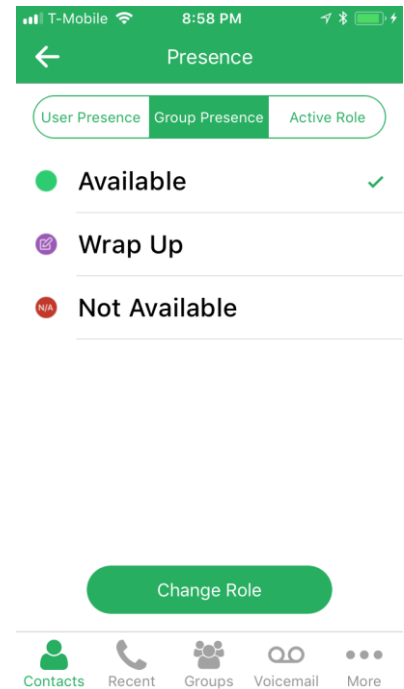 T-Mobile 8:58 PM
Presence
User Presence Group Presence Active Role
Available
Wrap Up
N/A Not Available
Change Role
Contacts Recent Groups Voicemail More